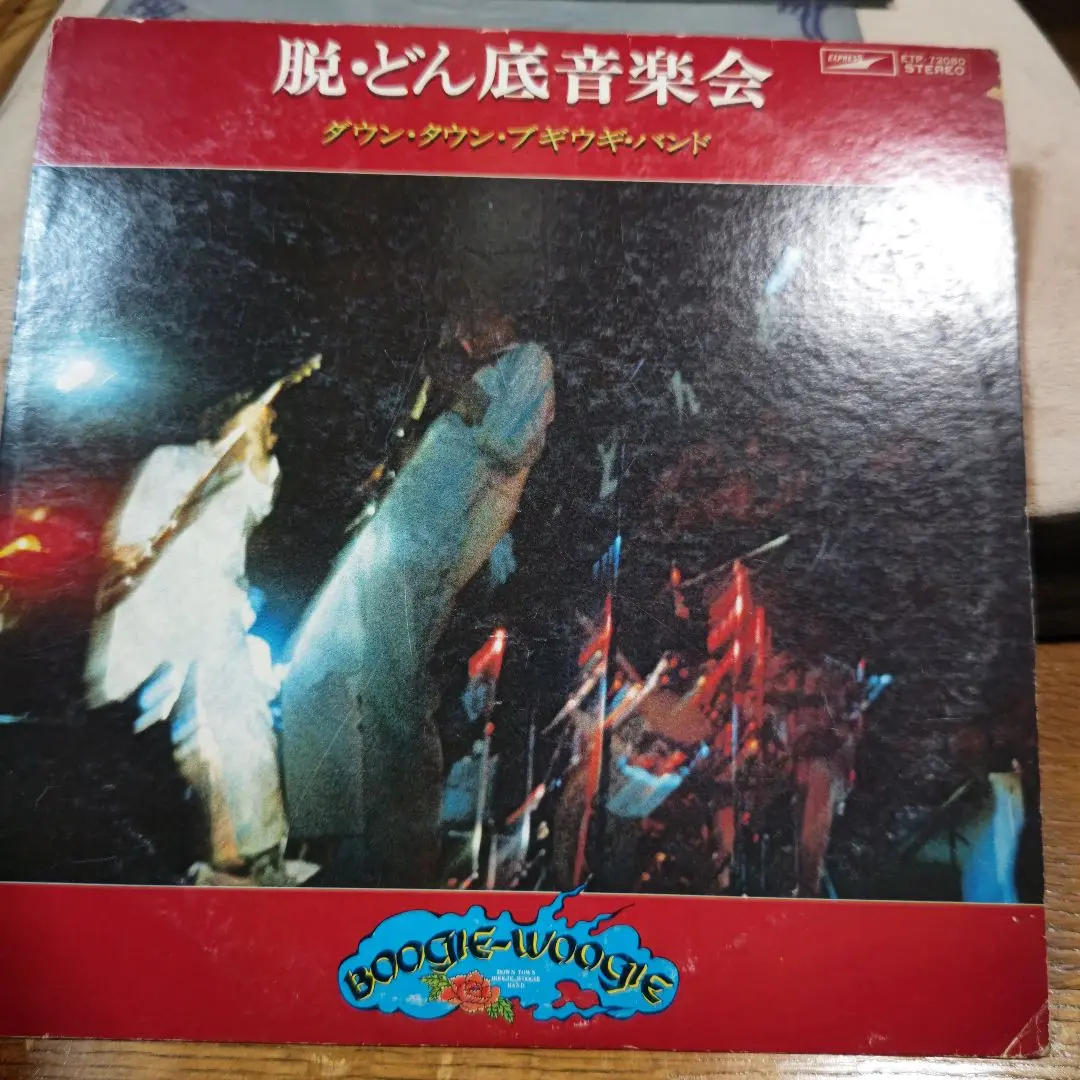 脱・どん底音楽会
EXPRESS
ETP-72080
STEREO
ダウン・タウン・ブギウギ・バンド
BOOGIE-WOOGIE
DOWN TOWN
BOOGIE-WOOGIE
BAND